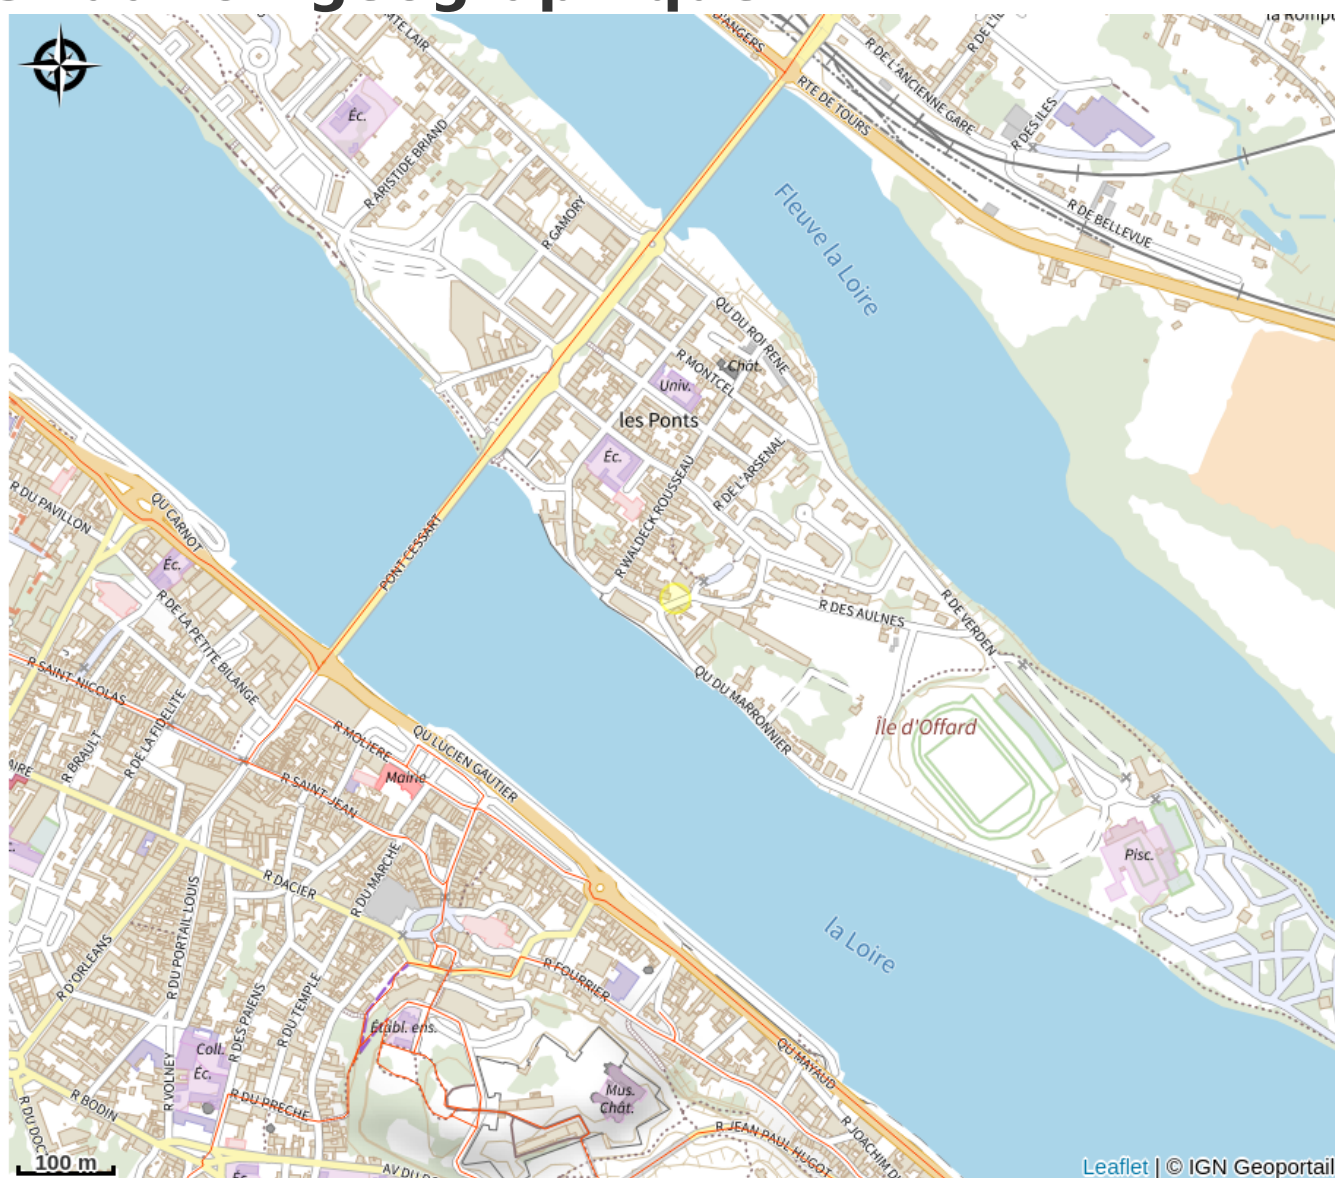 la Romp
R DE L'ANCIENNE GARE
RTE DE TOURS
R DES ILES
Éc.
R ARISTIDE BRIAND
R GAMORY
R DE BELLEVUE
Fleuve la Loire
QU DU ROI RENE
R MONTCEL
Chât.
Univ.
les Ponts
Éc.
R WALDECK ROUSSEAU
R DE L'ARSENAL
R DU PAVILLON
QU CARNOT
PONT CESSART
Éc.
R DE LA PETITE BILANGE
R DES AULNES
R DE VERDEN
R SAINT NICOLAS
R DE LA FIDELITE
R BRAULT
QU DU MARRONNIER
Île d'Offard
R MOLIERE
QU LUCIEN GAUTIER
Mairie
R SAINT JEAN
Pisc.
R DACIER
R DU MARCHE
R DU PORTAIL LOUIS
la Loire
R D'ORLEANS
R FOURRIER
R DES PAIENS
R DU TEMPLE
Établ. ens.
Coll.
Éc.
R VOLNEY
QU MAYAUD
Mus.
Chât.
R BODIN
R DU PRECHE
R JEAN PAUL HUGOT
R JOACHIM DU
100 m
Leaflet | © IGN Geoportail